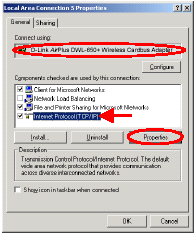 Local Area Connection 5 Properties
General
Sharing
Connect using:
D-Link AirPlus DWL-650+ Wireless Cardbus Adapter
Configure
Components checked are used by this connection:
Client for Microsoft Networks
Network Load Balancing
File and Printer Sharing for Microsoft Networks
Internet Protocol (TCP/IP)
Install...
Uninstall
Properties
Description
Transmission Control Protocol/Internet Protocol. The default
wide area network protocol that provides communication
across diverse interconnected networks.
Show icon in taskbar when connected
OK
Cancel